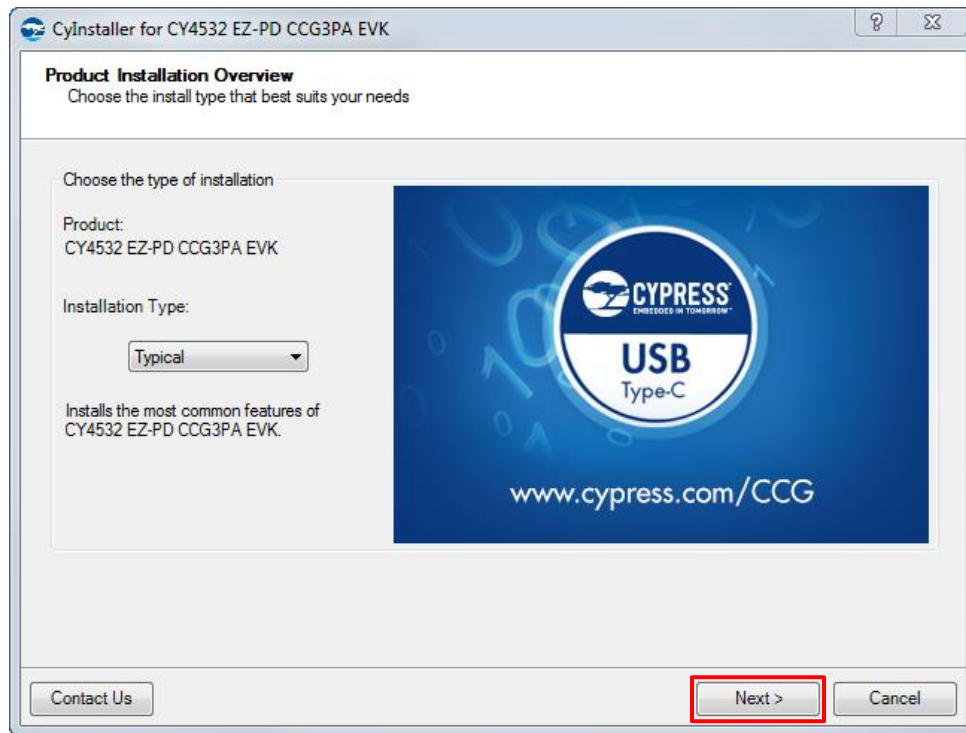 CyInstaller for CY4532 EZ-PD CCG3PA EVK
Product Installation Overview
Choose the install type that best suits your needs
Choose the type of installation
Product:
CY4532 EZ-PD CCG3PA EVK
Installation Type:
Typical
Installs the most common features of
CY4532 EZ-PD CCG3PA EVK.
CYPRESS
EMBEDDED IN TOMORROW
USB
Type-C
www.cypress.com/CCG
Contact Us
Next >
Cancel